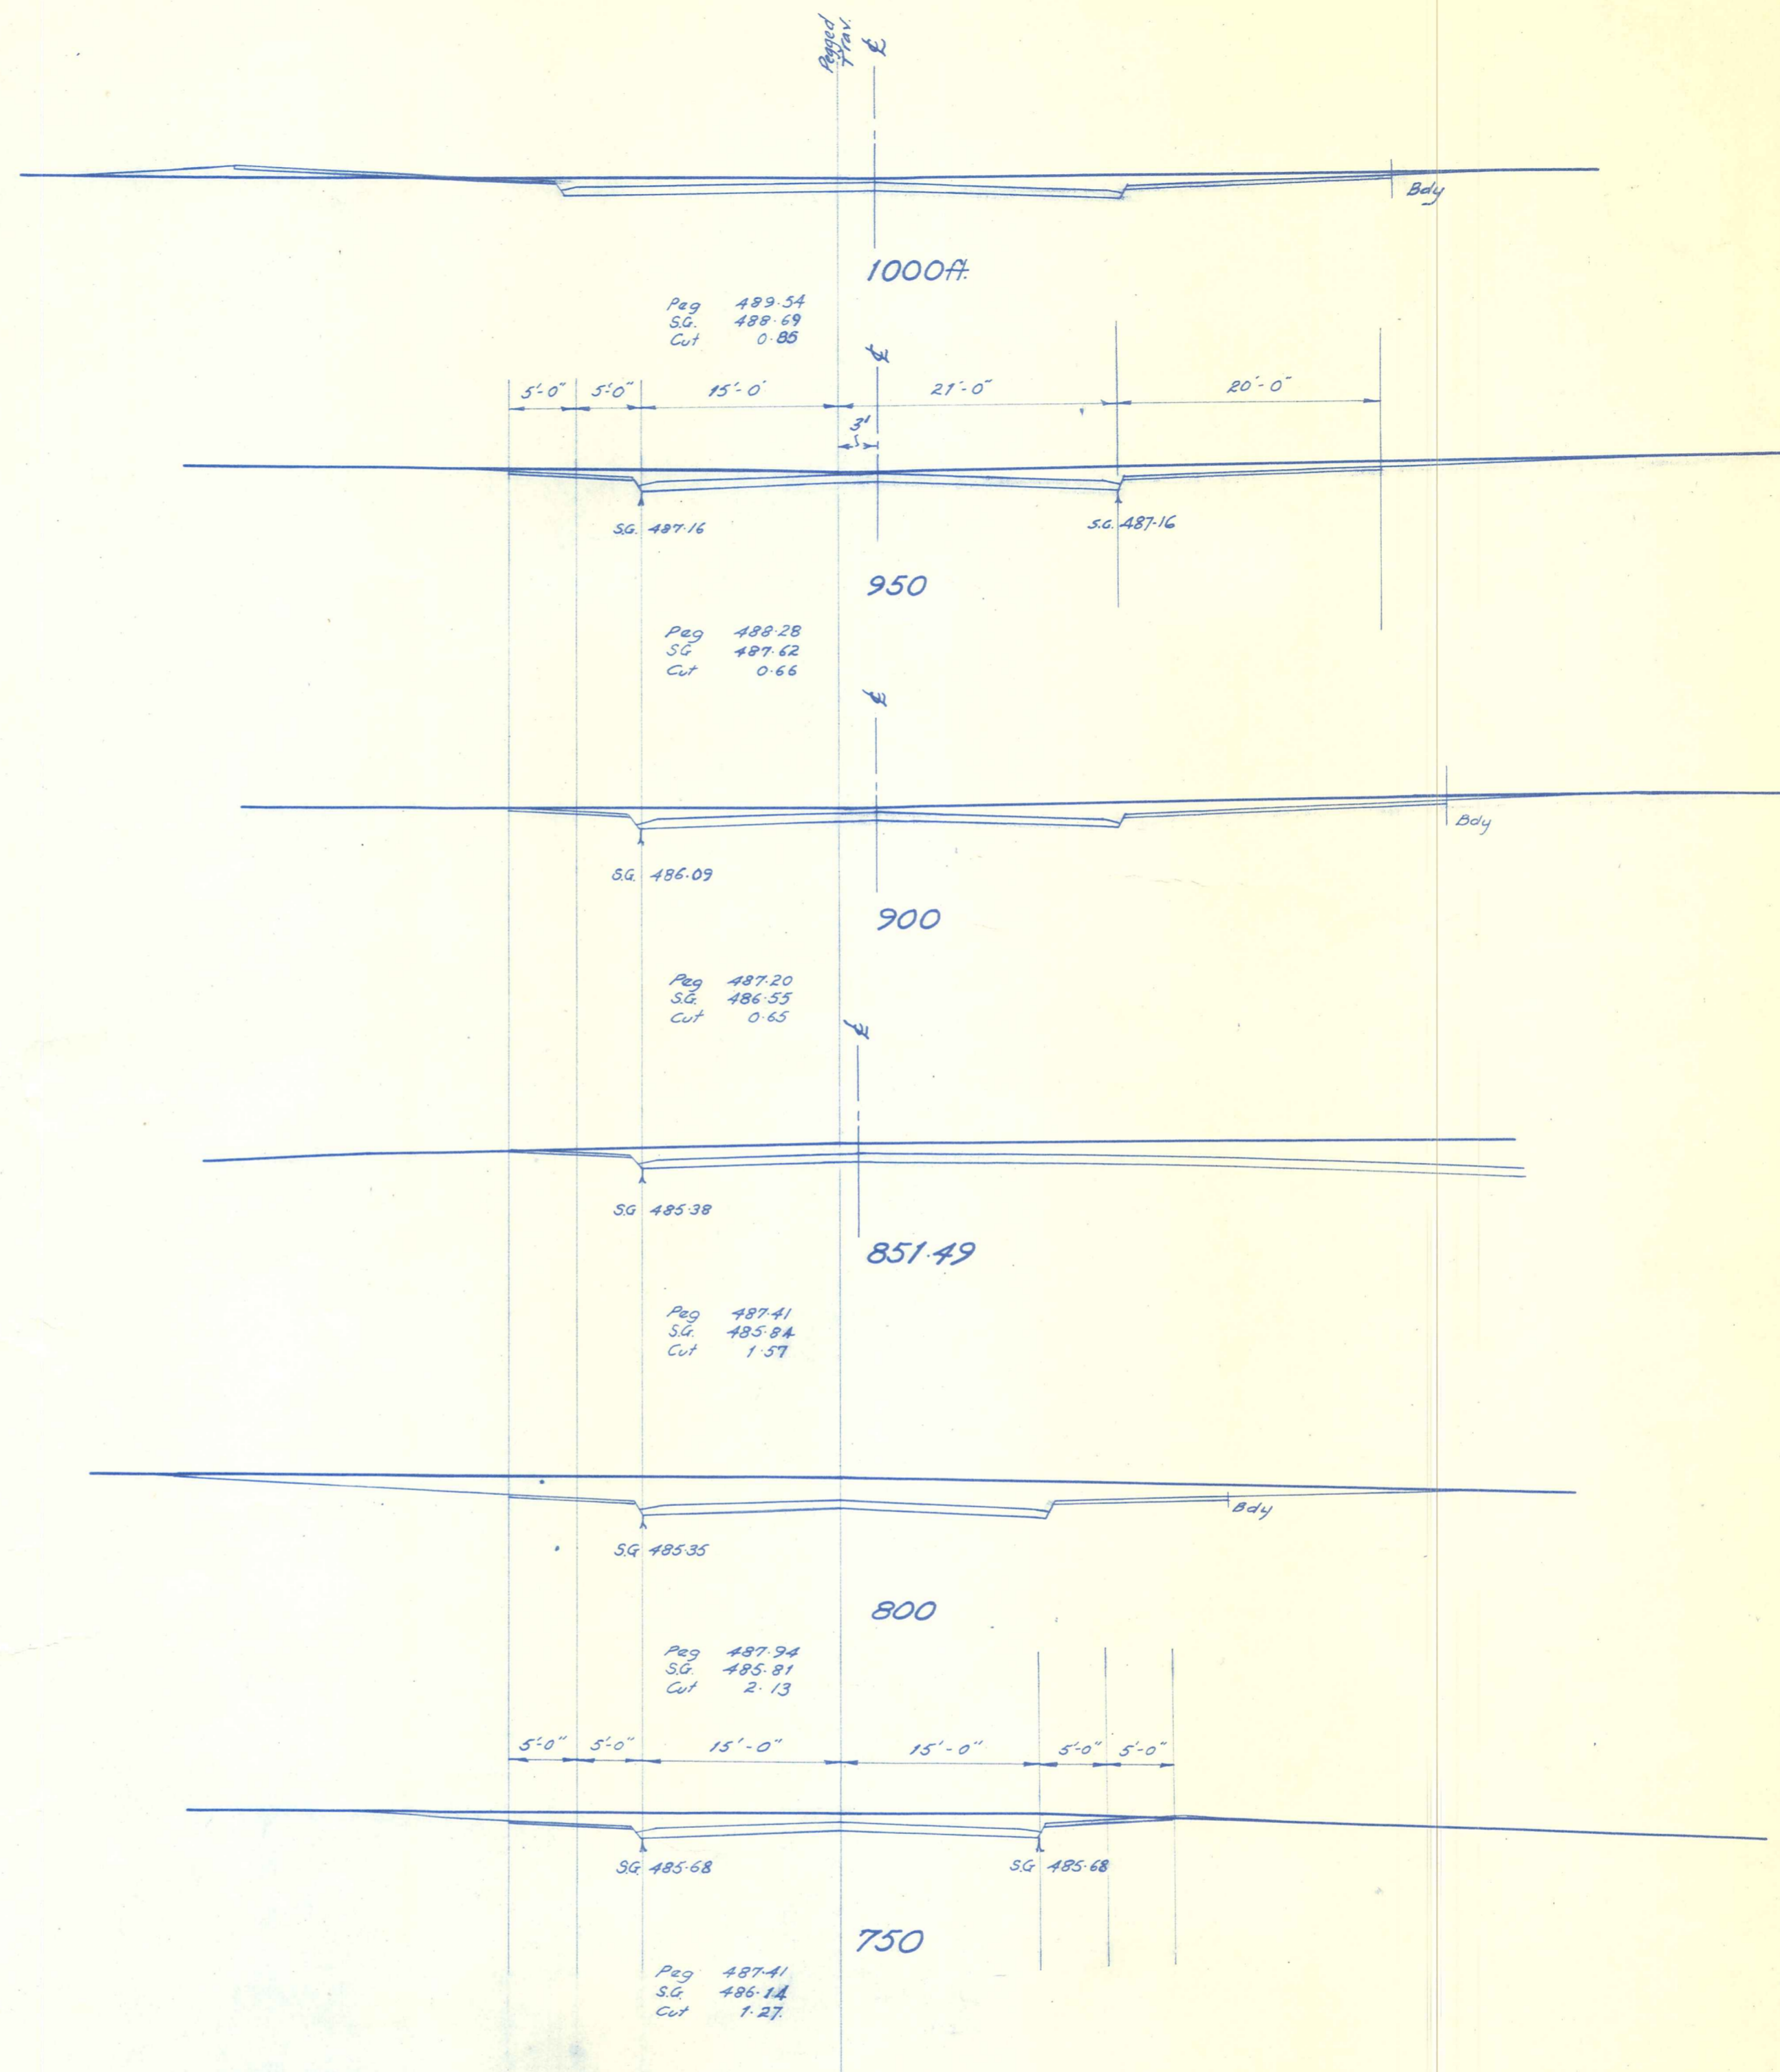 Pegged
Trav.
℄
1000ft.
Peg 489.54
S.G. 488.69
Cut 0.85
℄
5'-0" 5'-0" 15'-0' 21'-0" 20'-0"
3'
S.G. 487.16 S.G. 487.16
950
Peg 488.28
SG 487.62
Cut 0.66
℄
Bdy
S.G. 486.09
900
Peg 487.20
S.G. 486.55
Cut 0.65
℄
S.G 485.38
851.49
Peg 487.41
S.G. 485.84
Cut 1.57
Bdy
S.G 485.35
800
Peg 487.94
S.G. 485.81
Cut 2.13
5'-0" 5'-0" 15'-0" 15'-0" 5'-0" 5'-0"
S.G. 485.68 S.G 485.68
750
Peg 487.41
S.G. 486.14
Cut 1.27.
Bdy